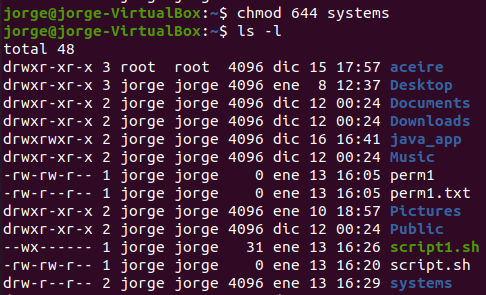 jorge@jorge-VirtualBox:~$ chmod 644 systems
jorge@jorge-VirtualBox:~$ ls -l
total 48
drwxr-xr-x 3 root  root  4096 dic 15 17:57 aceire
drwxr-xr-x 3 jorge jorge 4096 ene  8 12:37 Desktop
drwxr-xr-x 2 jorge jorge 4096 dic 12 00:24 Documents
drwxr-xr-x 2 jorge jorge 4096 dic 12 00:24 Downloads
drwxrwxr-x 2 jorge jorge 4096 dic 16 16:41 java_app
drwxr-xr-x 2 jorge jorge 4096 dic 12 00:24 Music
-rw-rw-r-- 1 jorge jorge    0 ene 13 16:05 perm1
-rw-r--r-- 1 jorge jorge    0 ene 13 16:05 perm1.txt
drwxr-xr-x 2 jorge jorge 4096 ene 10 18:57 Pictures
drwxr-xr-x 2 jorge jorge 4096 dic 12 00:24 Public
--wx------ 1 jorge jorge   31 ene 13 16:26 script1.sh
-rw-rw-r-- 1 jorge jorge    0 ene 13 16:20 script.sh
drw-r--r-- 2 jorge jorge 4096 ene 13 16:29 systems